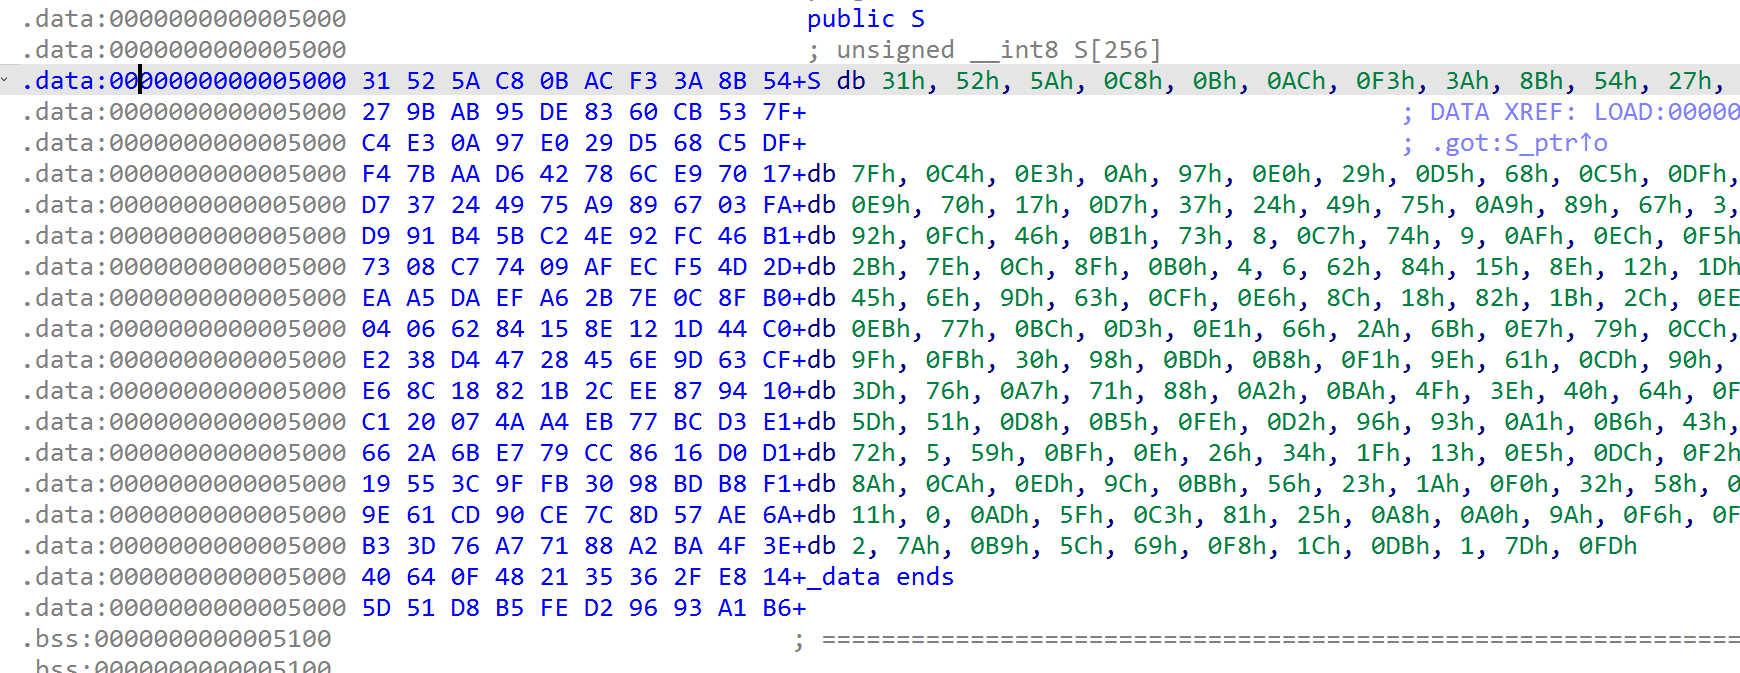 .data:0000000000005000 public S
.data:0000000000005000 ; unsigned __int8 S[256]
.data:0000000000005000 31 52 5A C8 0B AC F3 3A 8B 54+S db 31h, 52h, 5Ah, 0C8h, 0Bh, 0ACh, 0F3h, 3Ah, 8Bh, 54h, 27h,
.data:0000000000005000 27 9B AB 95 DE 83 60 CB 53 7F+ ; DATA XREF: LOAD:00000
.data:0000000000005000 C4 E3 0A 97 E0 29 D5 68 C5 DF+ ; .got:S_ptr↑o
.data:0000000000005000 F4 7B AA D6 42 78 6C E9 70 17+db 7Fh, 0C4h, 0E3h, 0Ah, 97h, 0E0h, 29h, 0D5h, 68h, 0C5h, 0DFh,
.data:0000000000005000 D7 37 24 49 75 A9 89 67 03 FA+db 0E9h, 70h, 17h, 0D7h, 37h, 24h, 49h, 75h, 0A9h, 89h, 67h, 3,
.data:0000000000005000 D9 91 B4 5B C2 4E 92 FC 46 B1+db 92h, 0FCh, 46h, 0B1h, 73h, 8, 0C7h, 74h, 9, 0AFh, 0ECh, 0F5h
.data:0000000000005000 73 08 C7 74 09 AF EC F5 4D 2D+db 2Bh, 7Eh, 0Ch, 8Fh, 0B0h, 4, 6, 62h, 84h, 15h, 8Eh, 12h, 1Dh
.data:0000000000005000 EA A5 DA EF A6 2B 7E 0C 8F B0+db 45h, 6Eh, 9Dh, 63h, 0CFh, 0E6h, 8Ch, 18h, 82h, 1Bh, 2Ch, 0EE
.data:0000000000005000 04 06 62 84 15 8E 12 1D 44 C0+db 0EBh, 77h, 0BCh, 0D3h, 0E1h, 66h, 2Ah, 6Bh, 0E7h, 79h, 0CCh,
.data:0000000000005000 E2 38 D4 47 28 45 6E 9D 63 CF+db 9Fh, 0FBh, 30h, 98h, 0BDh, 0B8h, 0F1h, 9Eh, 61h, 0CDh, 90h,
.data:0000000000005000 E6 8C 18 82 1B 2C EE 87 94 10+db 3Dh, 76h, 0A7h, 71h, 88h, 0A2h, 0BAh, 4Fh, 3Eh, 40h, 64h, 0F
.data:0000000000005000 C1 20 07 4A A4 EB 77 BC D3 E1+db 5Dh, 51h, 0D8h, 0B5h, 0FEh, 0D2h, 96h, 93h, 0A1h, 0B6h, 43h,
.data:0000000000005000 66 2A 6B E7 79 CC 86 16 D0 D1+db 72h, 5, 59h, 0BFh, 0Eh, 26h, 34h, 1Fh, 13h, 0E5h, 0DCh, 0F2h
.data:0000000000005000 19 55 3C 9F FB 30 98 BD B8 F1+db 8Ah, 0CAh, 0EDh, 9Ch, 0BBh, 56h, 23h, 1Ah, 0F0h, 32h, 58h, 0
.data:0000000000005000 9E 61 CD 90 CE 7C 8D 57 AE 6A+db 11h, 0, 0ADh, 5Fh, 0C3h, 81h, 25h, 0A8h, 0A0h, 9Ah, 0F6h, 0F
.data:0000000000005000 B3 3D 76 A7 71 88 A2 BA 4F 3E+db 2, 7Ah, 0B9h, 5Ch, 69h, 0F8h, 1Ch, 0DBh, 1, 7Dh, 0FDh
.data:0000000000005000 40 64 0F 48 21 35 36 2F E8 14+_data ends
.data:0000000000005000 5D 51 D8 B5 FE D2 96 93 A1 B6+
.bss:0000000000005100 ; ==============================================================
.bss:0000000000005100